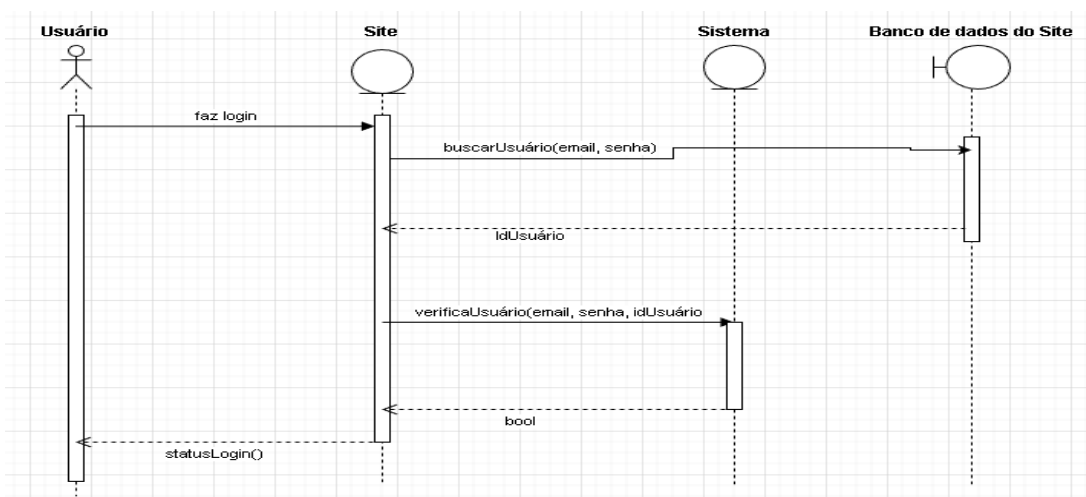 Usuário
Site
Sistema
Banco de dados do Site
faz login
buscarUsuário(email, senha)
IdUsuário
verificaUsuário(email, senha, idUsuário
bool
statusLogin()